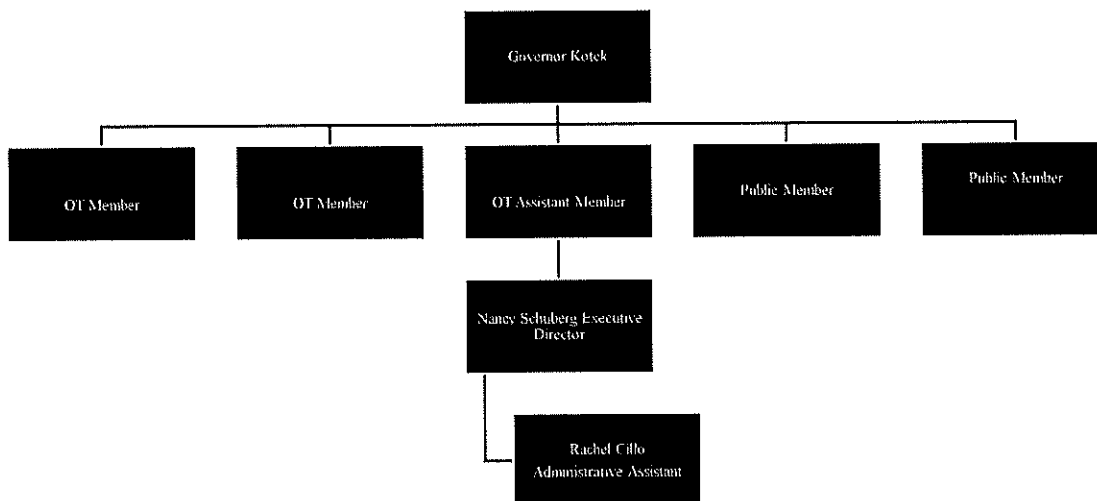 Governor Kotek
OT Member
OT Member
OT Assistant Member
Public Member
Public Member
Nancy Schuberg Executive
Director
Rachel Cillo
Administrative Assistant